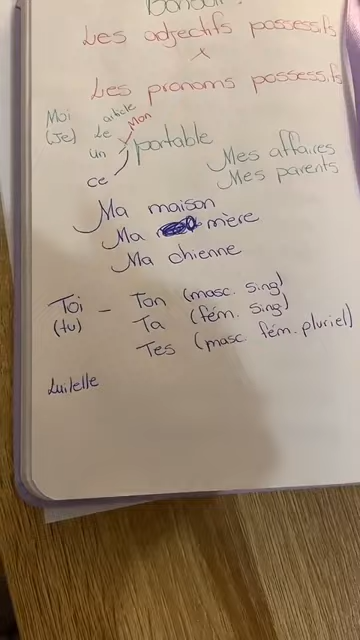 Bonjour
Les adjectifs possessifs
x
Les pronoms possessifs
Moi article Mon
(Je) Le portable
un
ce
Mes affaires
Mes parents
Ma maison
Ma mère
Ma chienne
Toi - Ton (masc. sing)
(tu) Ta (fém. sing)
Tes (masc. fém. pluriel)
Lui/elle